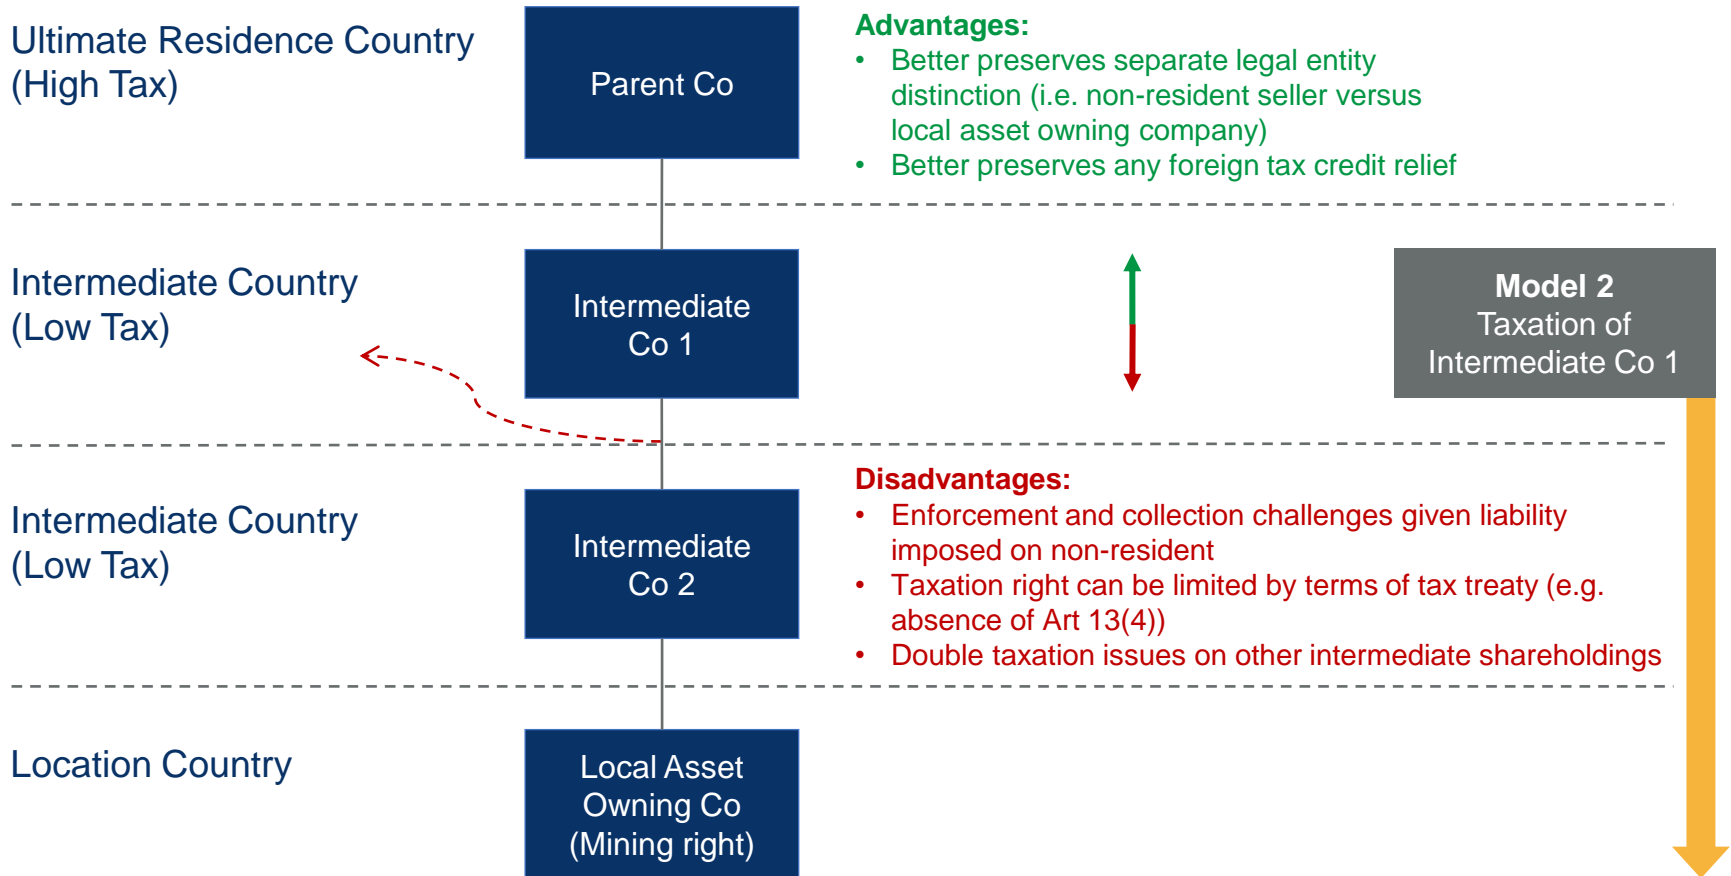 Ultimate Residence Country
(High Tax)
Parent Co
Advantages:
• Better preserves separate legal entity
distinction (i.e. non-resident seller versus
local asset owning company)
• Better preserves any foreign tax credit relief
Intermediate Country
(Low Tax)
Intermediate
Co 1
Model 2
Taxation of
Intermediate Co 1
Intermediate Country
(Low Tax)
Intermediate
Co 2
Disadvantages:
• Enforcement and collection challenges given liability
imposed on non-resident
• Taxation right can be limited by terms of tax treaty (e.g.
absence of Art 13(4))
• Double taxation issues on other intermediate shareholdings
Location Country
Local Asset
Owning Co
(Mining right)